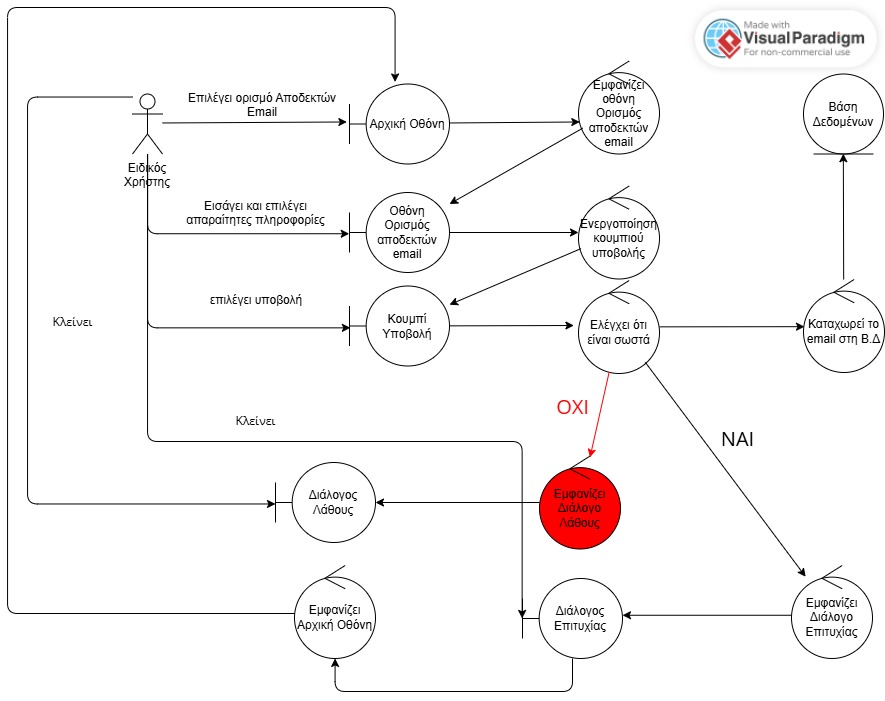 Made with
Visual Paradigm
For non-commercial use
Επιλέγει ορισμό Αποδεκτών
Email
Αρχική Οθόνη
Εμφανίζει
οθόνη
Ορισμός
αποδεκτών
email
Βάση
Δεδομένων
Ειδικός
Χρήστης
Εισάγει και επιλέγει
απαραίτητες πληροφορίες
Οθόνη
Ορισμός
αποδεκτών
email
Ενεργοποίηση
κουμπιού
υποβολής
επιλέγει υποβολή
Κουμπί
Υποβολή
Ελέγχει ότι
είναι σωστά
Καταχωρεί το
email στη Β.Δ
Κλείνει
ΟΧΙ
Κλείνει
ΝΑΙ
Διάλογος
Λάθους
Εμφανίζει
Διάλογο
Λάθους
Εμφανίζει
Αρχική Οθόνη
Διάλογος
Επιτυχίας
Εμφανίζει
Διάλογο
Επιτυχίας